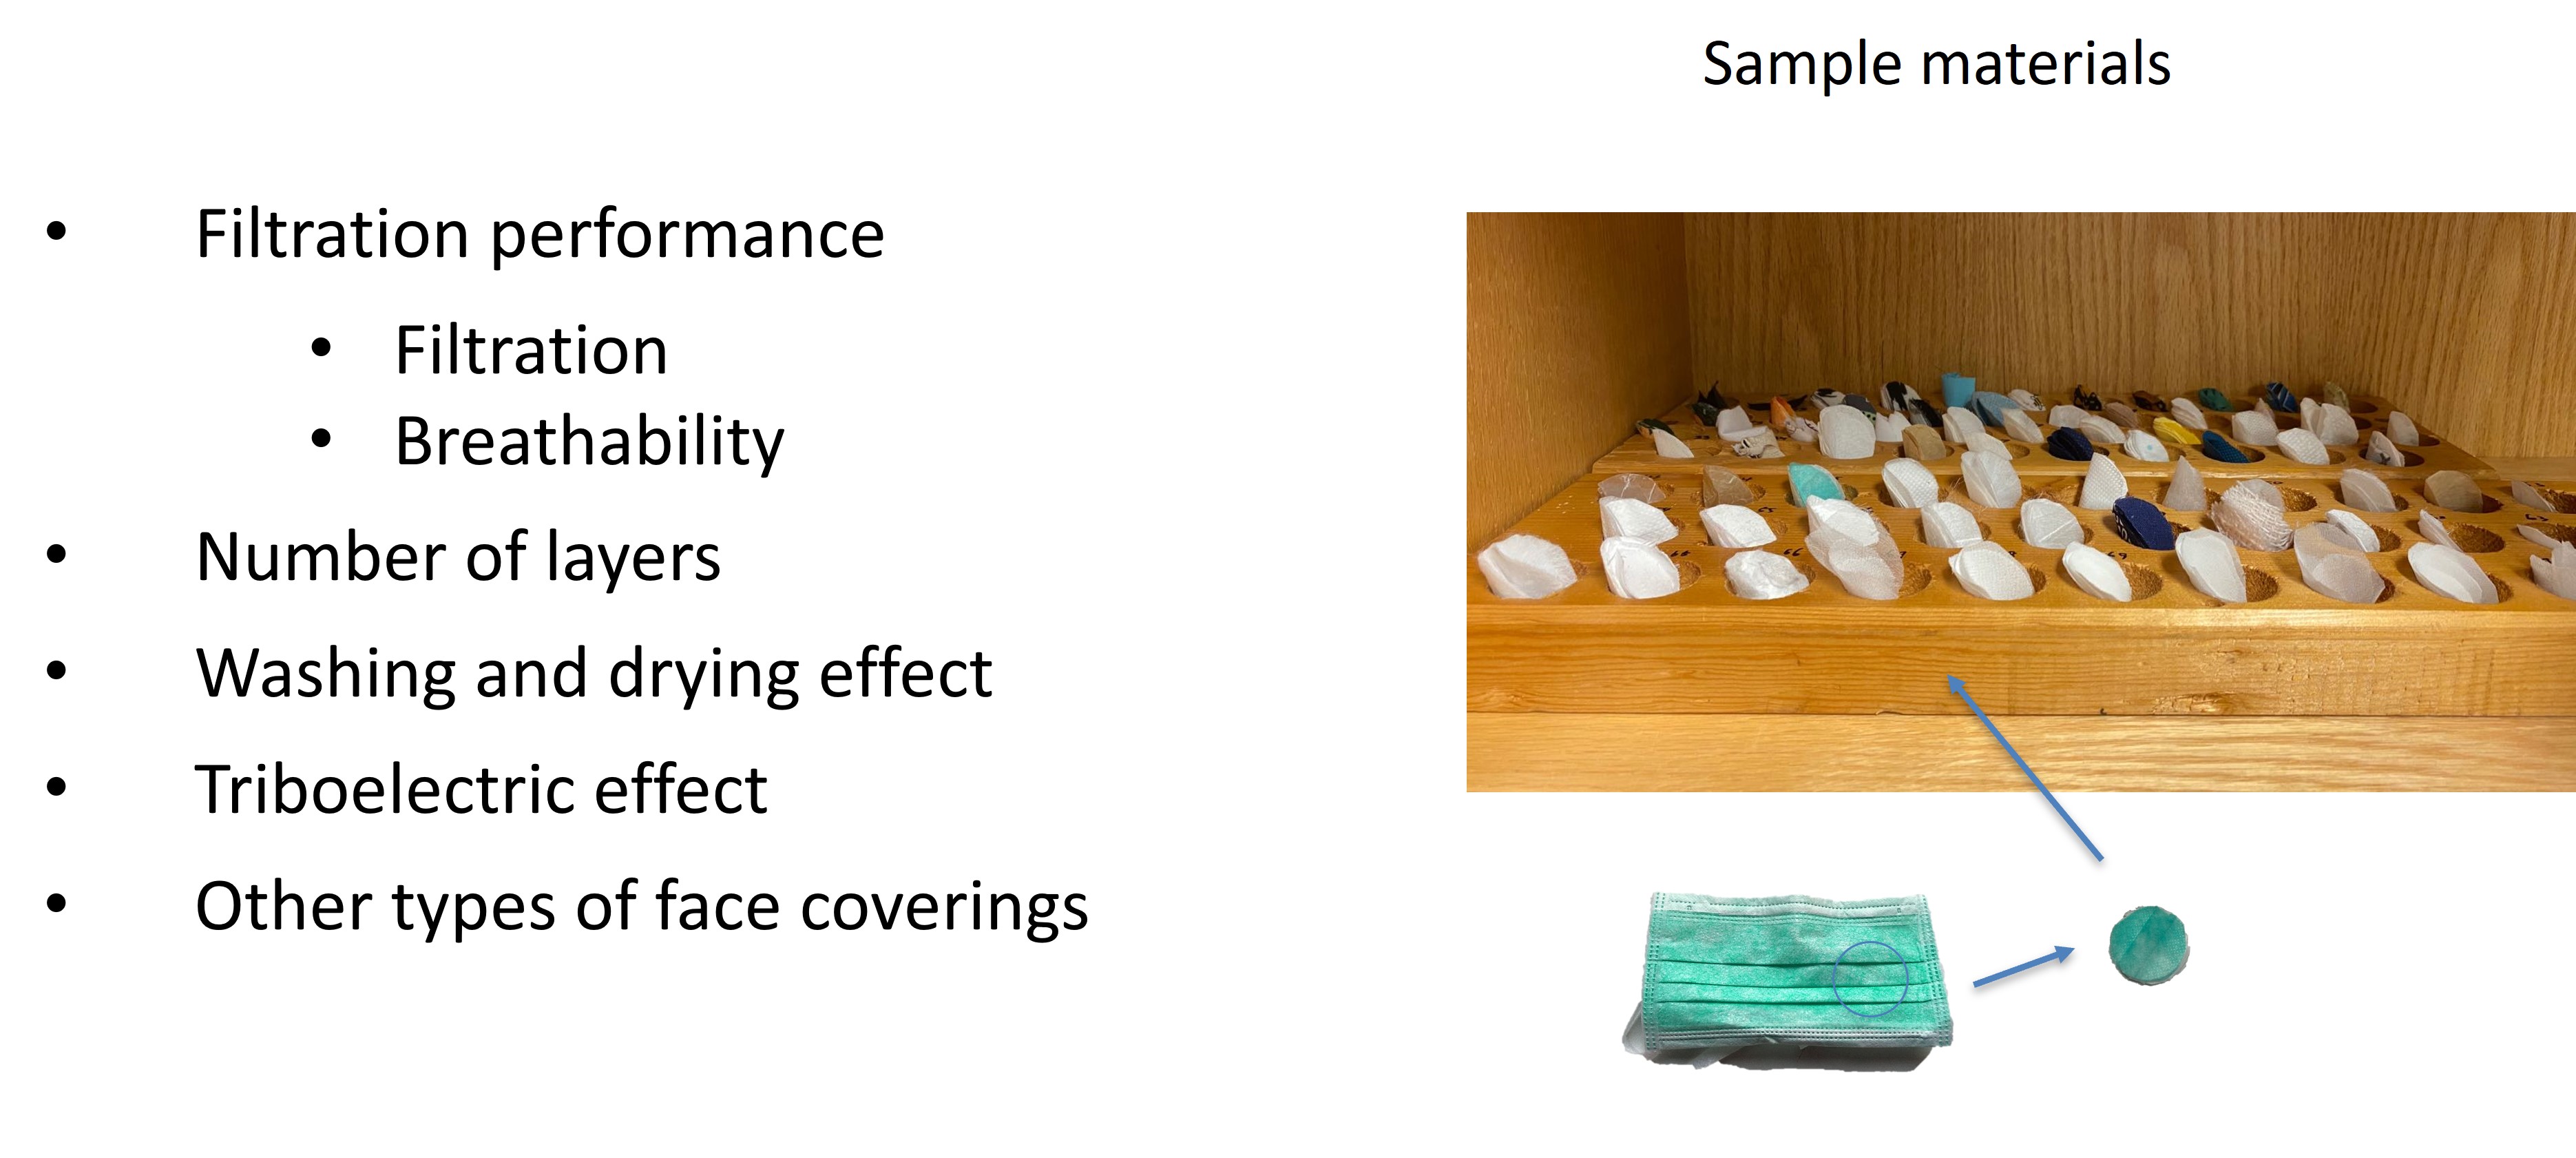 Sample materials
• Filtration performance
• Filtration
• Breathability
• Number of layers
• Washing and drying effect
• Triboelectric effect
• Other types of face coverings
69